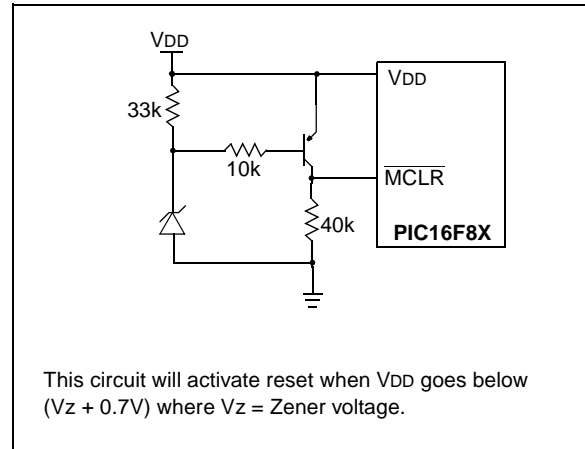 VDD
33k
VDD
10k
MCLR
40k
PIC16F8X
This circuit will activate reset when VDD goes below
(Vz + 0.7V) where Vz = Zener voltage.